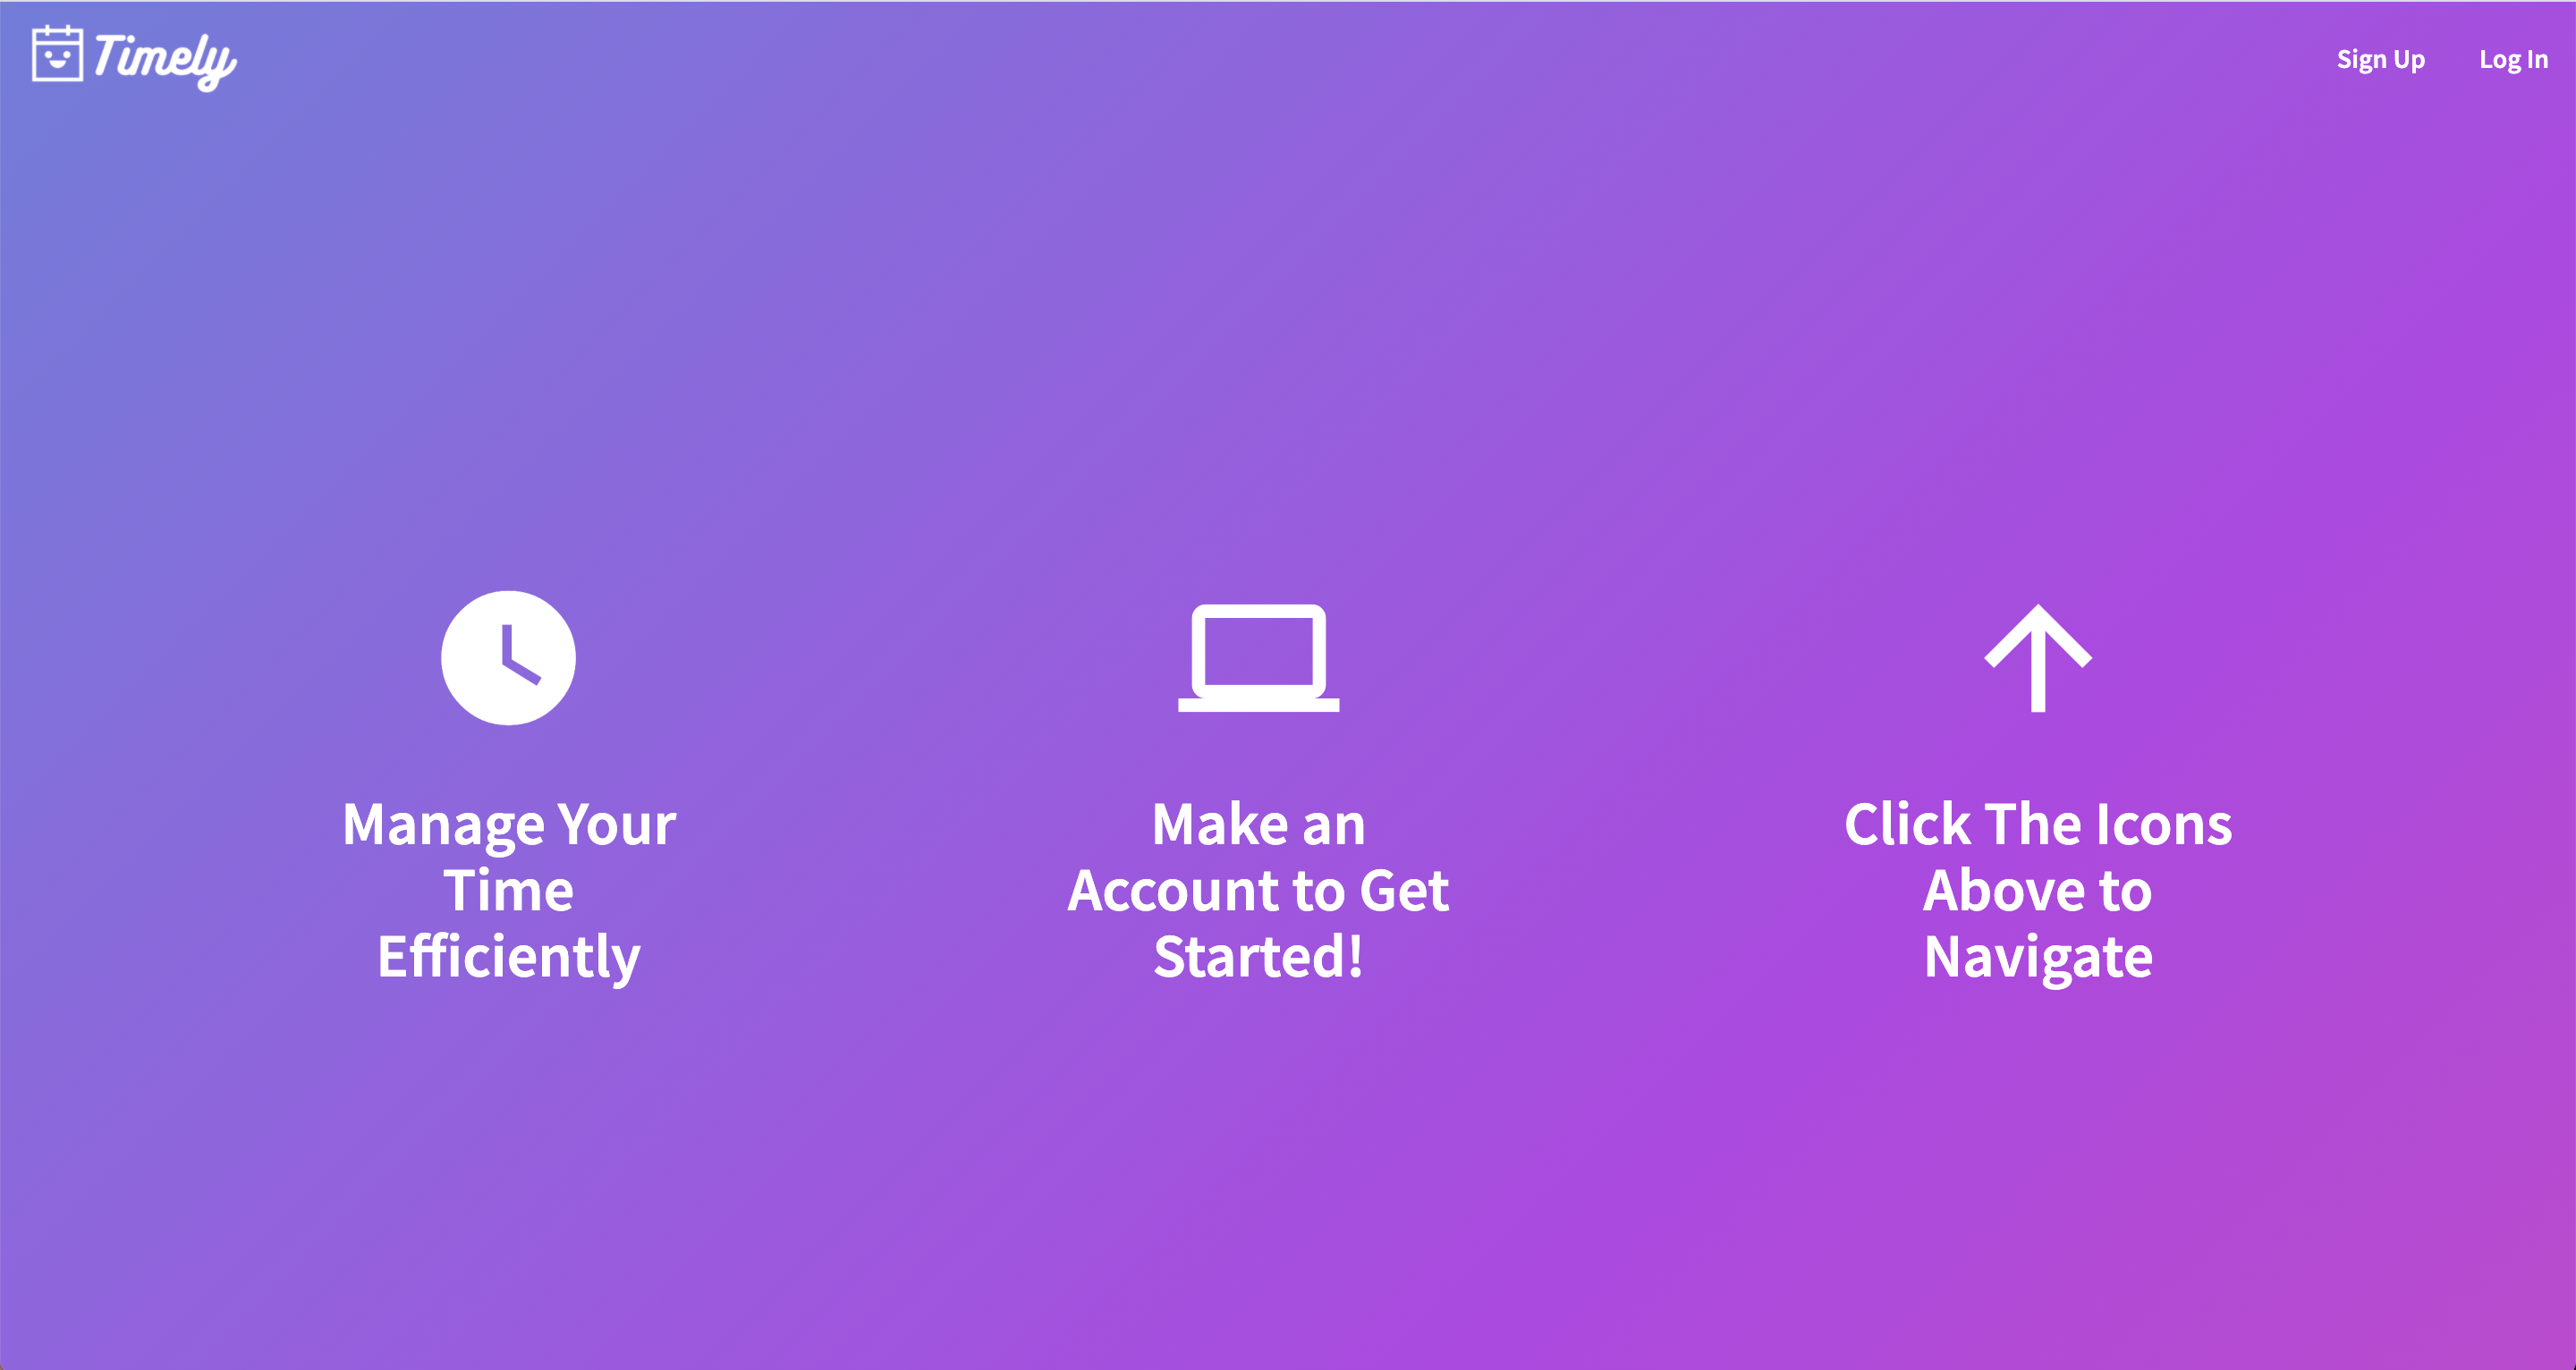 Timely
Sign Up
Log In
Manage Your
Time
Efficiently
Make an
Account to Get
Started!
Click The Icons
Above to
Navigate